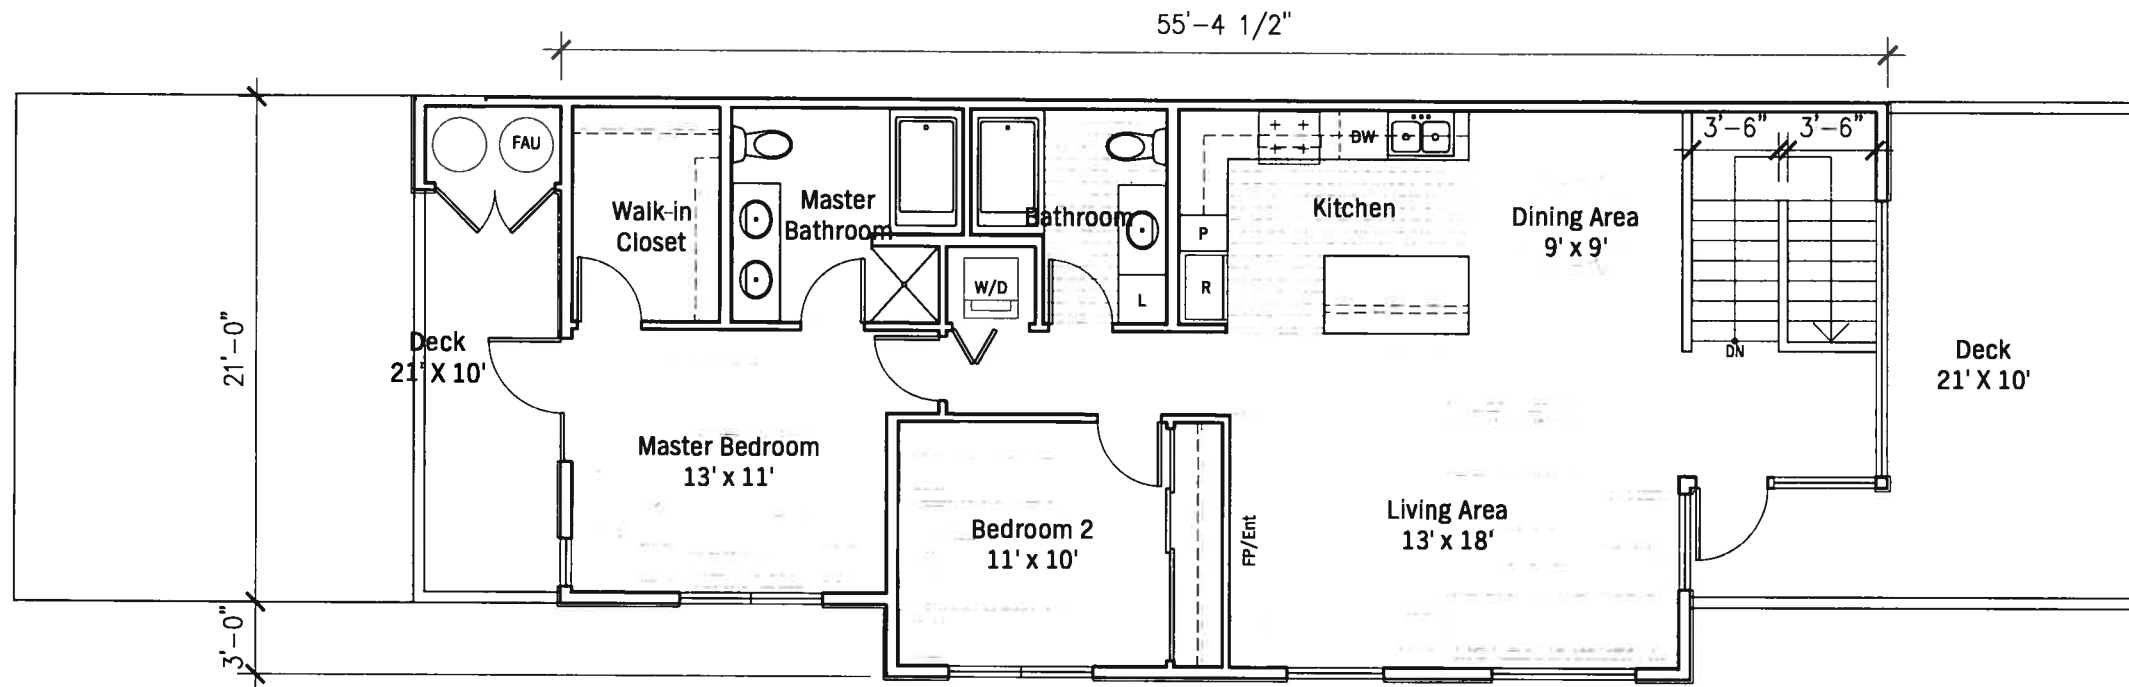 55'-4 1/2"
FAU
Walk-in
Closet
Master
Bathroom
Bathroom
DW
Kitchen
Dining Area
9' x 9'
3'-6"
3'-6"
P
R
W/D
L
21'-0"
Deck
21' X 10'
DN
Deck
21' X 10'
Master Bedroom
13' x 11'
Bedroom 2
11' x 10'
FP/Ent
Living Area
13' x 18'
3'-0"